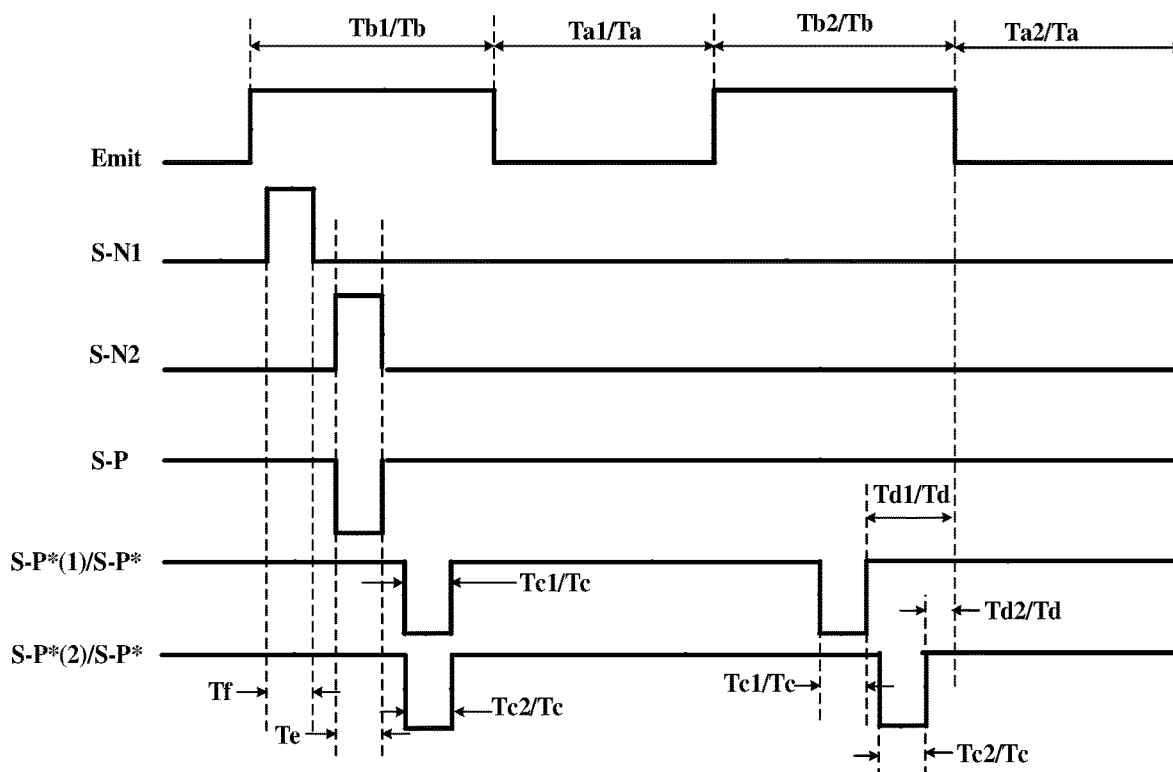 Tb1/Tb
Ta1/Ta
Tb2/Tb
Ta2/Ta
Emit
S-N1
S-N2
S-P
Td1/Td
S-P*(1)/S-P*
Tc1/Tc
Td2/Td
S-P*(2)/S-P*
Tf
Tc2/Tc
Tc1/Tc
Te
Tc2/Tc